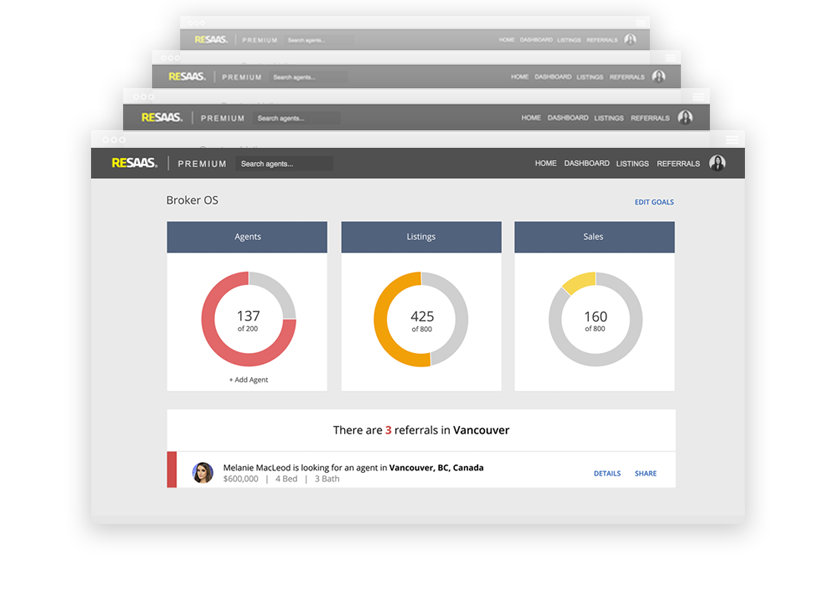 RESAAS. PREMIUM Search agents... HOME DASHBOARD LISTINGS REFERRALS
RESAAS. PREMIUM Search agents... HOME DASHBOARD LISTINGS REFERRALS
RESAAS. PREMIUM Search agents... HOME DASHBOARD LISTINGS REFERRALS
RESAAS. PREMIUM Search agents... HOME DASHBOARD LISTINGS REFERRALS
Broker OS EDIT GOALS
Agents Listings Sales
137 425 160
of 200 of 800 of 800
+ Add Agent
There are 3 referrals in Vancouver
Melanie MacLeod is looking for an agent in Vancouver, BC, Canada
$600,000 | 4 Bed | 3 Bath
DETAILS SHARE